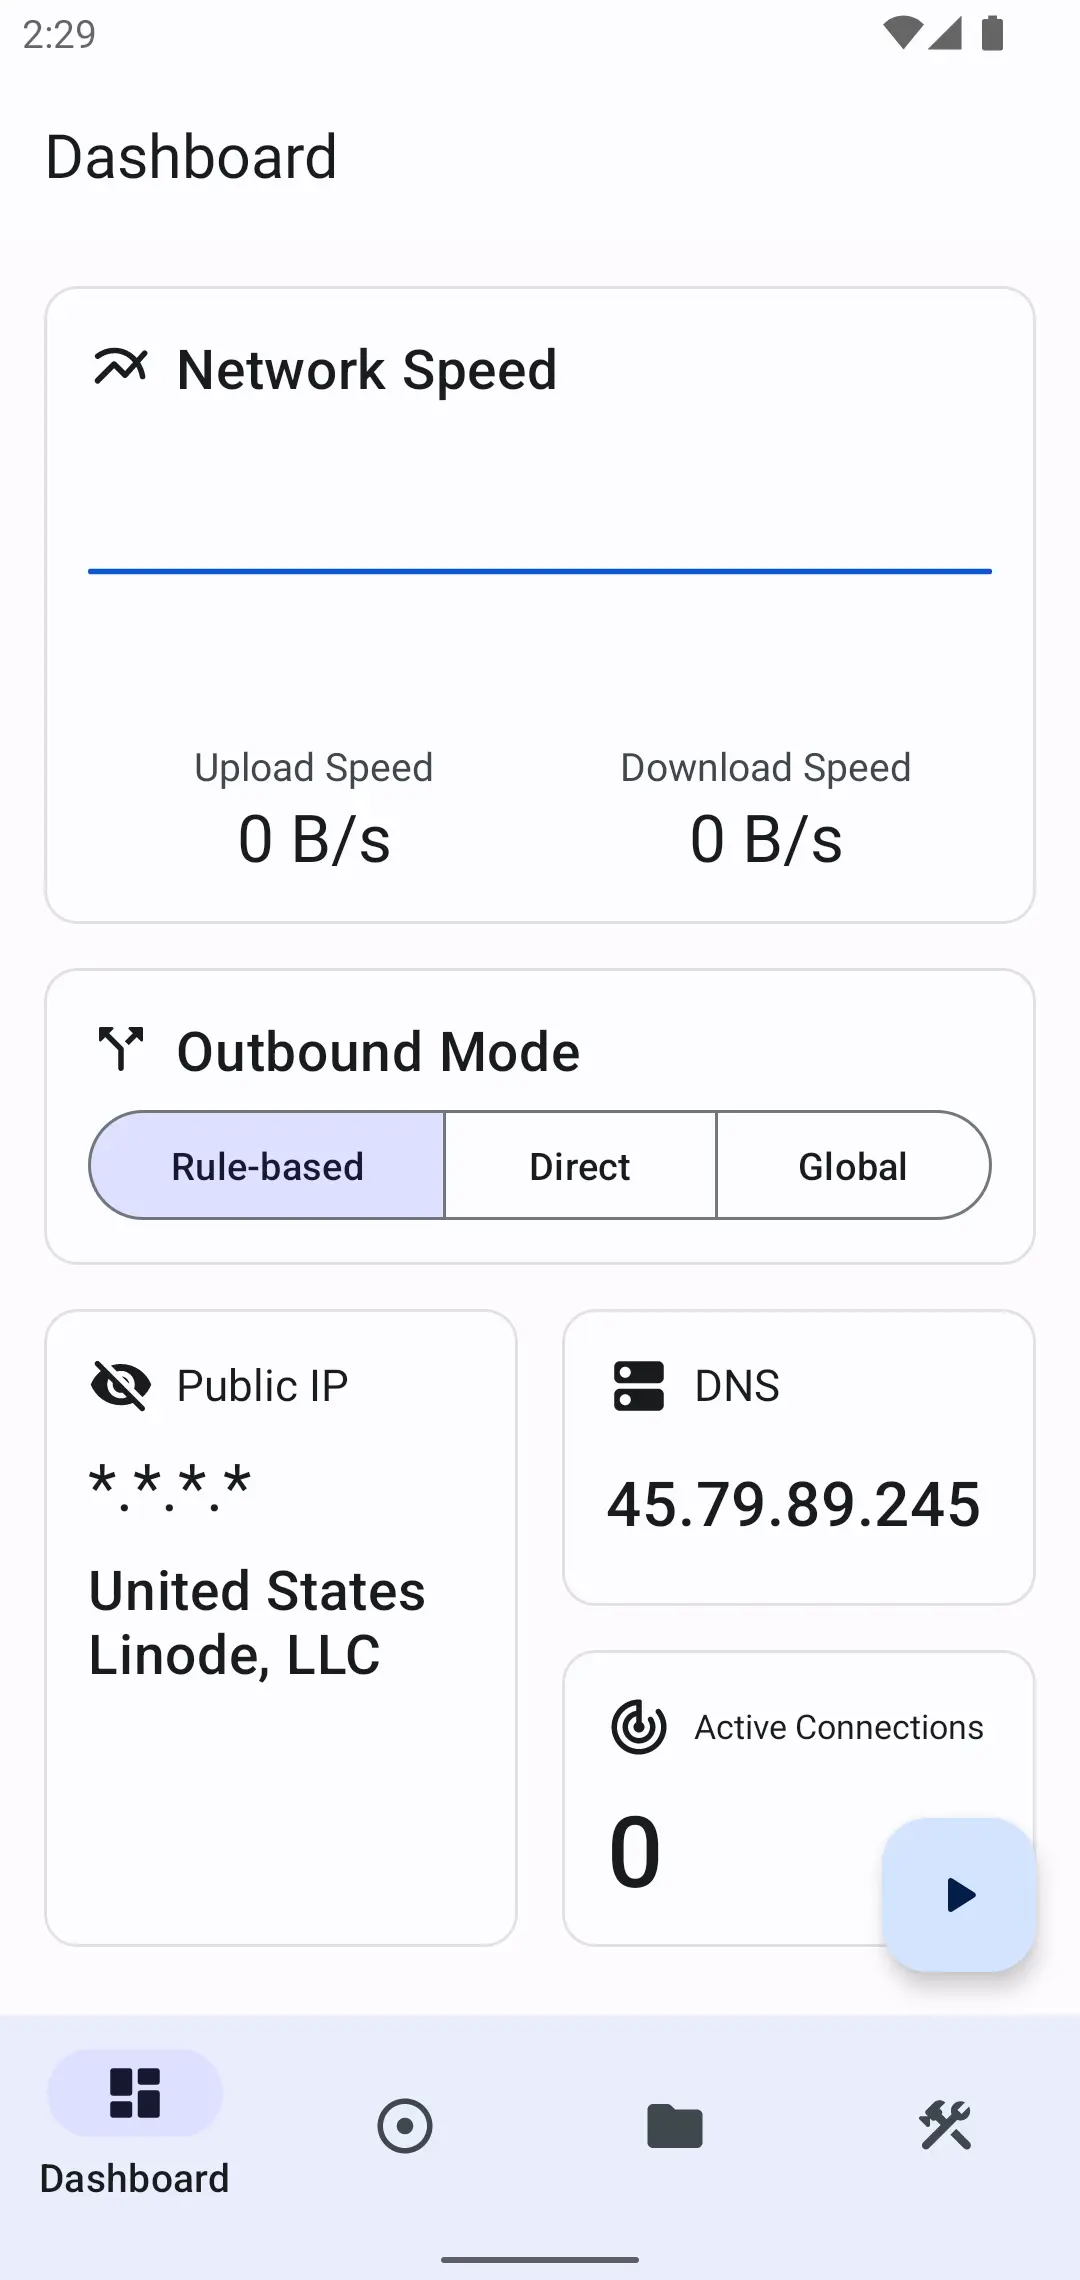 2:29
Dashboard
Network Speed
Upload Speed
0 B/s
Download Speed
0 B/s
Outbound Mode
Rule-based
Direct
Global
Public IP
*.*.*.*
United States
Linode, LLC
DNS
45.79.89.245
Active Connections
0
Dashboard